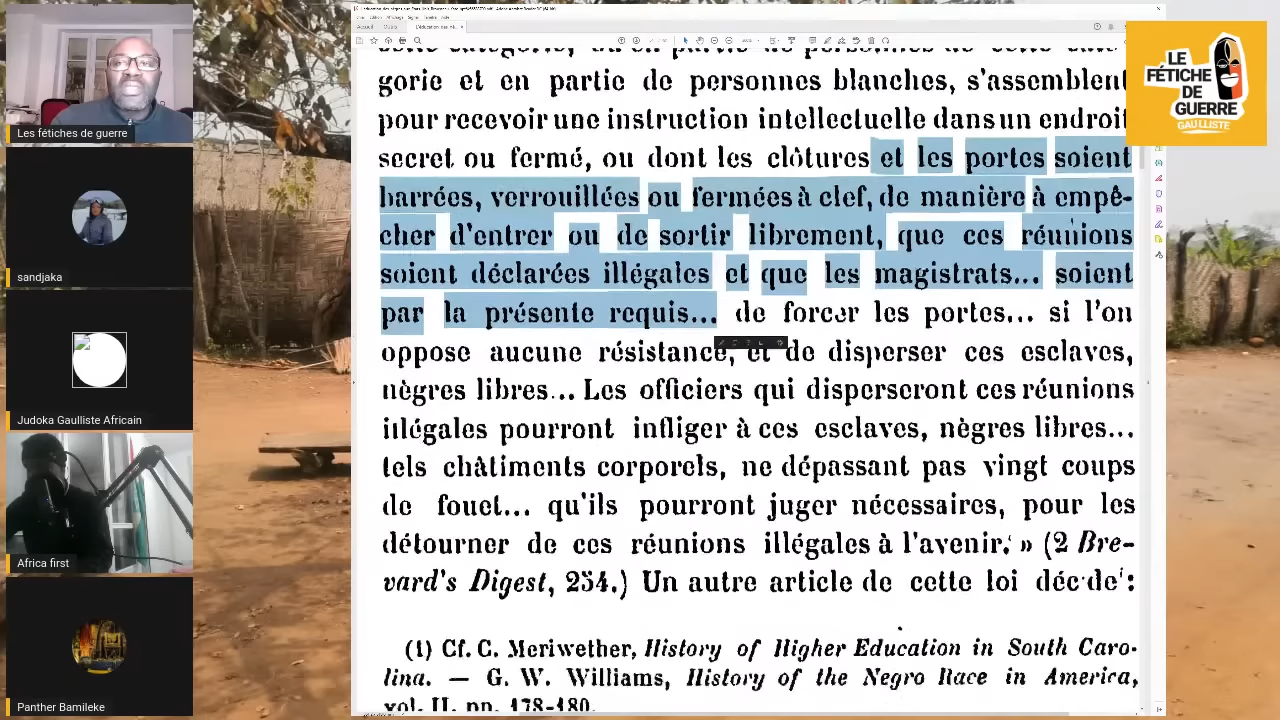 Les fétiches de guerre
sandjaka
Judoka Gaulliste Africain
Africa first
Panther Bamileke
LE
FÉTICHE
DE
GUERRE
GAULLISTE
Accueil
Outils
gorie et en partie de personnes blanches, s'assemblent
pour recevoir une instruction intellectuelle dans un endroit
secret ou fermé, ou dont les clôtures et les portes soient
barrées, verrouillées ou fermées à clef, de manière à empê-
cher d'entrer ou de sortir librement, que ces réunions
soient déclarées illégales et que les magistrats... soient
par la présente requis... de forcer les portes... si l'on
oppose aucune résistance, et de disperser ces esclaves,
nègres libres... Les officiers qui disperseront ces réunions
illégales pourront infliger à ces esclaves, nègres libres...
tels châtiments corporels, ne dépassant pas vingt coups
de fouet... qu'ils pourront juger nécessaires, pour les
détourner de ces réunions illégales à l'avenir. » (2 Bre-
vard's Digest, 254.) Un autre article de cette loi décide :
(1) Cf. C. Meriwether, History of Higher Education in South Caro-
lina. — G. W. Williams, History of the Negro Race in America,
vol. II. pp. 178-180.